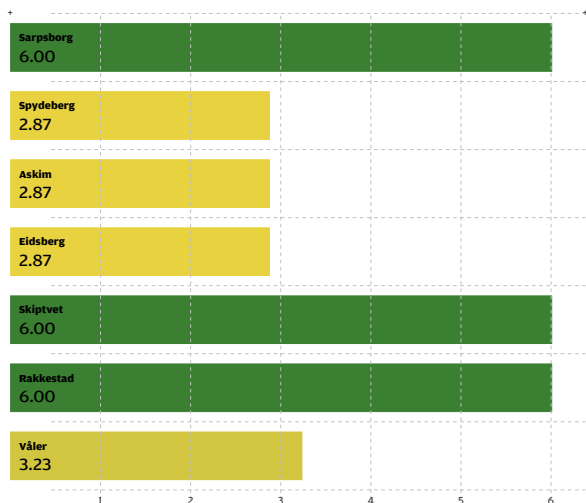 Sarpsborg
6.00
Spydeberg
2.87
Askim
2.87
Eidsberg
2.87
Skiptvet
6.00
Rakkestad
6.00
Våler
3.23
1 2 3 4 5 6